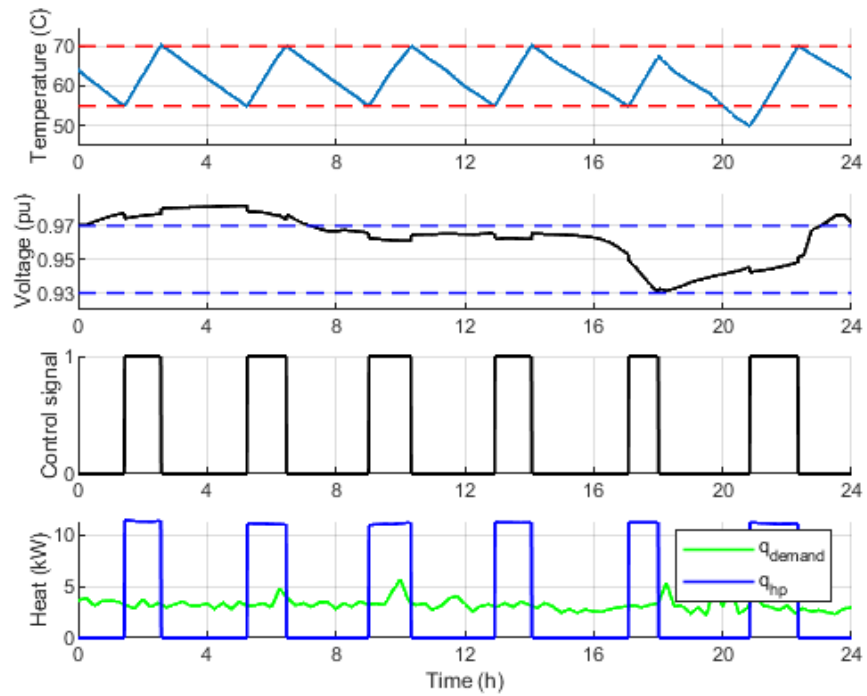 Temperature (C)
70
60
50
0 4 8 12 16 20 24
Voltage (pu)
0.97
0.95
0.93
0 4 8 12 16 20 24
Control signal
1
0
0 4 8 12 16 20 24
Heat (kW)
10
5
0
q_demand
q_hp
0 4 8 12 16 20 24
Time (h)